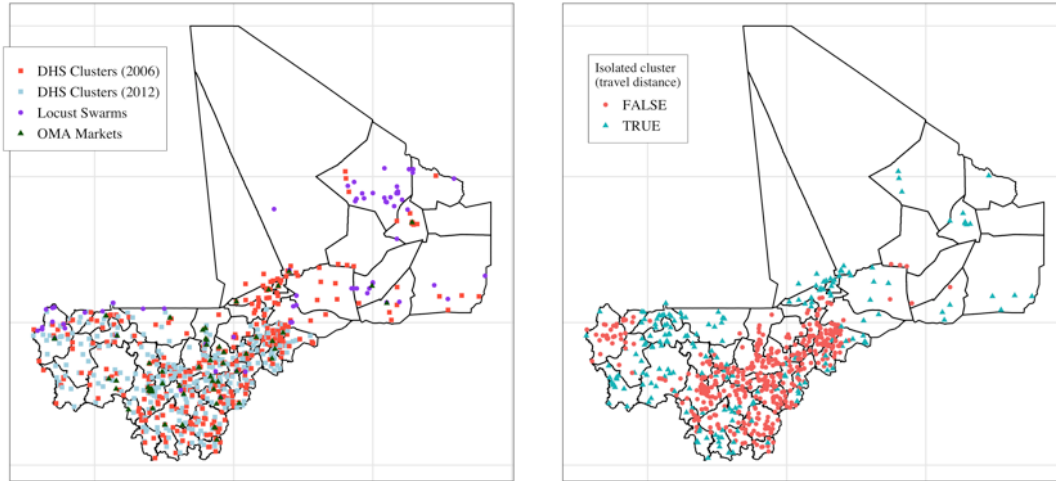 DHS Clusters (2006)
DHS Clusters (2012)
Locust Swarms
OMA Markets
Isolated cluster
(travel distance)
FALSE
TRUE